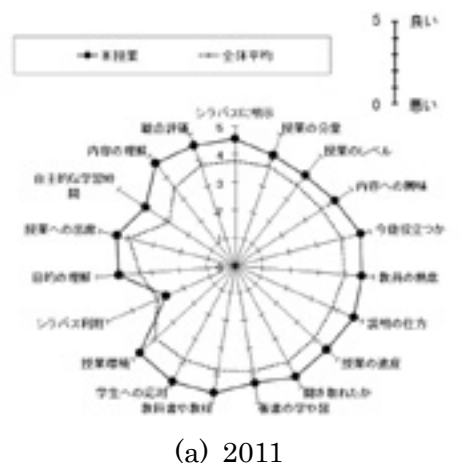 5 良い
0 悪い
本授業 全体平均
シラバスに明示
授業の分量
授業のレベル
内容への興味
今後役立つか
教員の熱意
説明の仕方
授業の速度
聞き取れたか
板書の字や図
教科書や教材
学生への応対
授業環境
シラバス利用
目的の理解
授業への出席
自主的な学習時
間
内容の理解
総合評価
5
4
3
2
1
(a) 2011